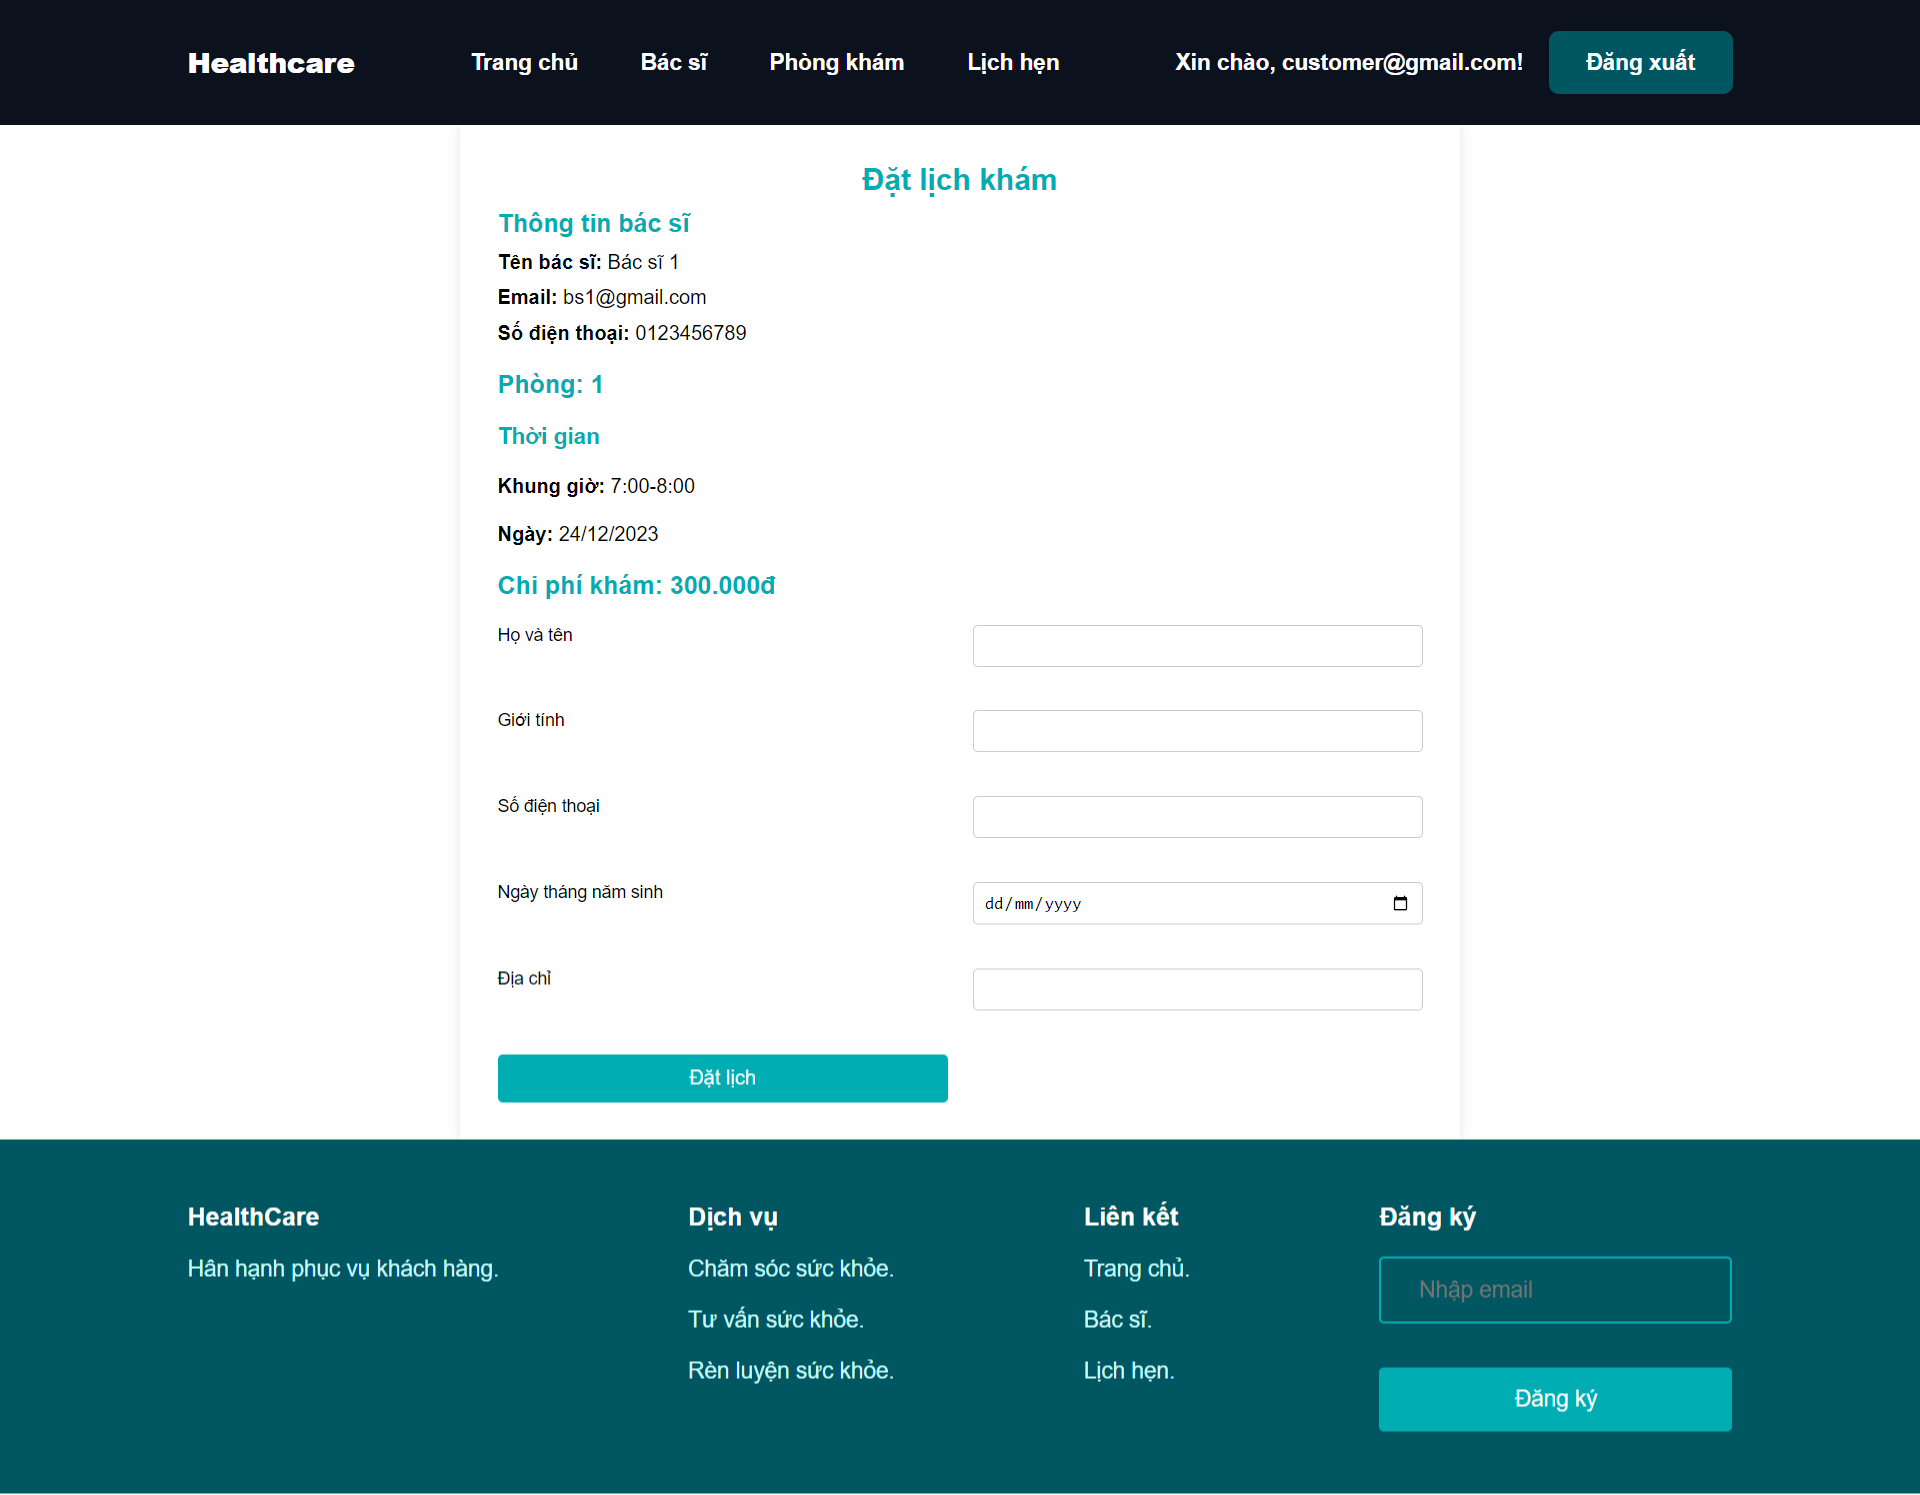 Healthcare
Trang chủ
Bác sĩ
Phòng khám
Lịch hẹn
Xin chào, customer@gmail.com!
Đăng xuất
Đặt lịch khám
Thông tin bác sĩ
Tên bác sĩ: Bác sĩ 1
Email: bs1@gmail.com
Số điện thoại: 0123456789
Phòng: 1
Thời gian
Khung giờ: 7:00-8:00
Ngày: 24/12/2023
Chi phí khám: 300.000đ
Họ và tên
Giới tính
Số điện thoại
Ngày tháng năm sinh
dd/mm/yyyy
Địa chỉ
Đặt lịch
HealthCare
Hân hạnh phục vụ khách hàng.
Dịch vụ
Chăm sóc sức khỏe.
Tư vấn sức khỏe.
Rèn luyện sức khỏe.
Liên kết
Trang chủ.
Bác sĩ.
Lịch hẹn.
Đăng ký
Nhập email
Đăng ký